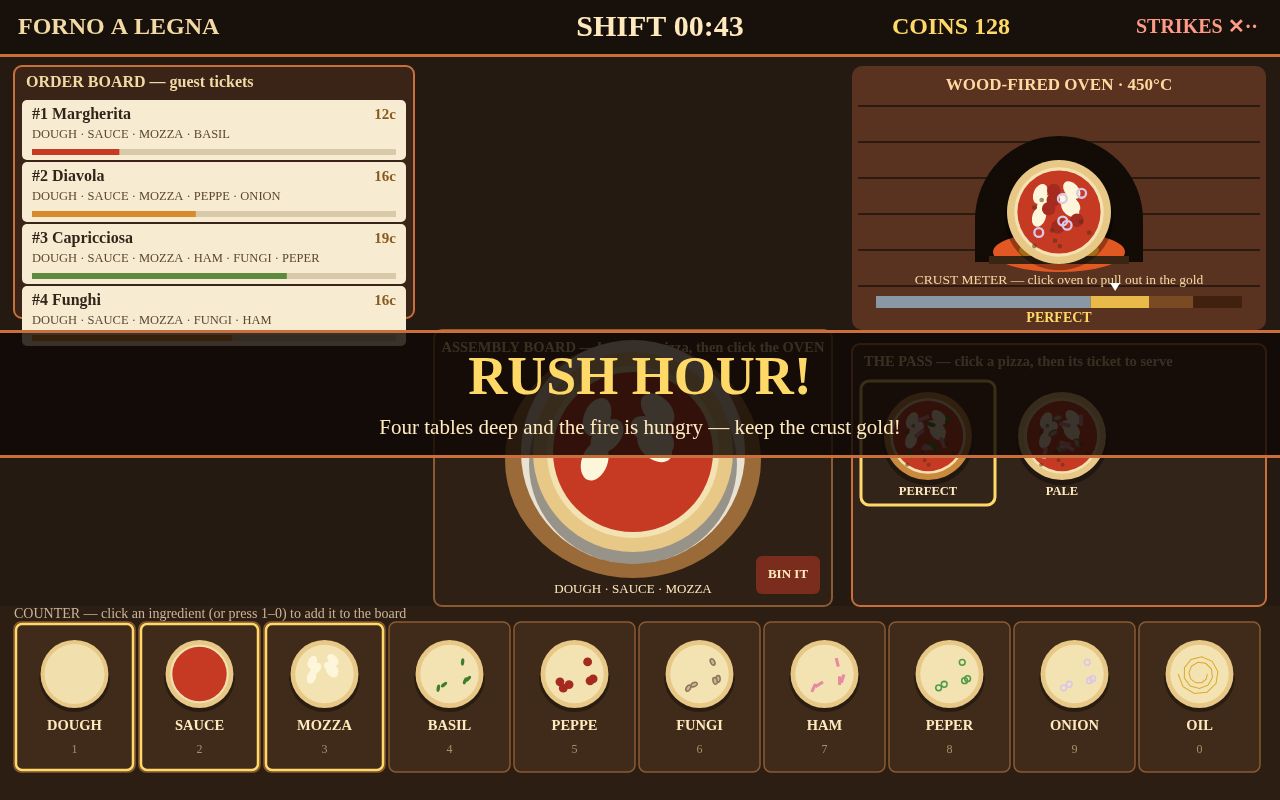 FORNO A LEGNA
SHIFT 00:43
COINS 128
STRIKES ✕··
ORDER BOARD — guest tickets
#1 Margherita 12c
DOUGH · SAUCE · MOZZA · BASIL
#2 Diavola 16c
DOUGH · SAUCE · MOZZA · PEPPE · ONION
#3 Capricciosa 19c
DOUGH · SAUCE · MOZZA · HAM · FUNGI · PEPER
#4 Funghi 16c
DOUGH · SAUCE · MOZZA · FUNGI · HAM
WOOD-FIRED OVEN · 450°C
CRUST METER — click oven to pull out in the gold
PERFECT
ASSEMBLY BOARD — pizza, then click the OVEN
THE PASS — click a pizza, then its ticket to serve
RUSH HOUR!
Four tables deep and the fire is hungry — keep the crust gold!
PERFECT
PALE
BIN IT
DOUGH · SAUCE · MOZZA
COUNTER — click an ingredient (or press 1–0) to add it to the board
DOUGH
SAUCE
MOZZA
BASIL
PEPPE
FUNGI
HAM
PEPER
ONION
OIL
1
2
3
4
5
6
7
8
9
0